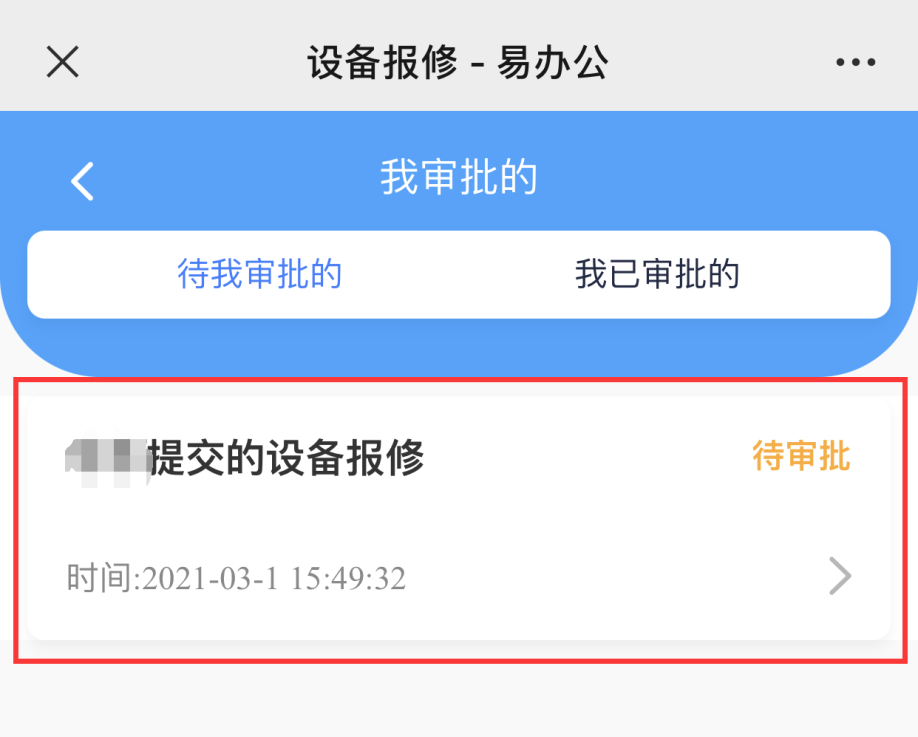 设备报修 - 易办公
我审批的
待我审批的 我已审批的
提交的设备报修 待审批
时间:2021-03-1 15:49:32